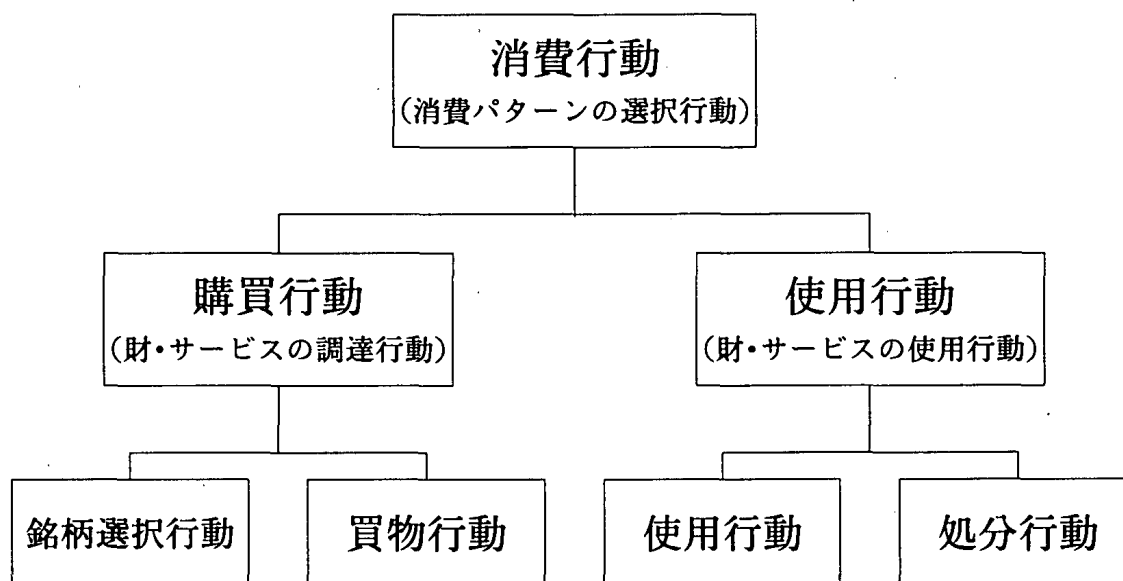 消費行動
(消費パターンの選択行動)
購買行動
(財・サービスの調達行動)
使用行動
(財・サービスの使用行動)
銘柄選択行動
買物行動
使用行動
処分行動